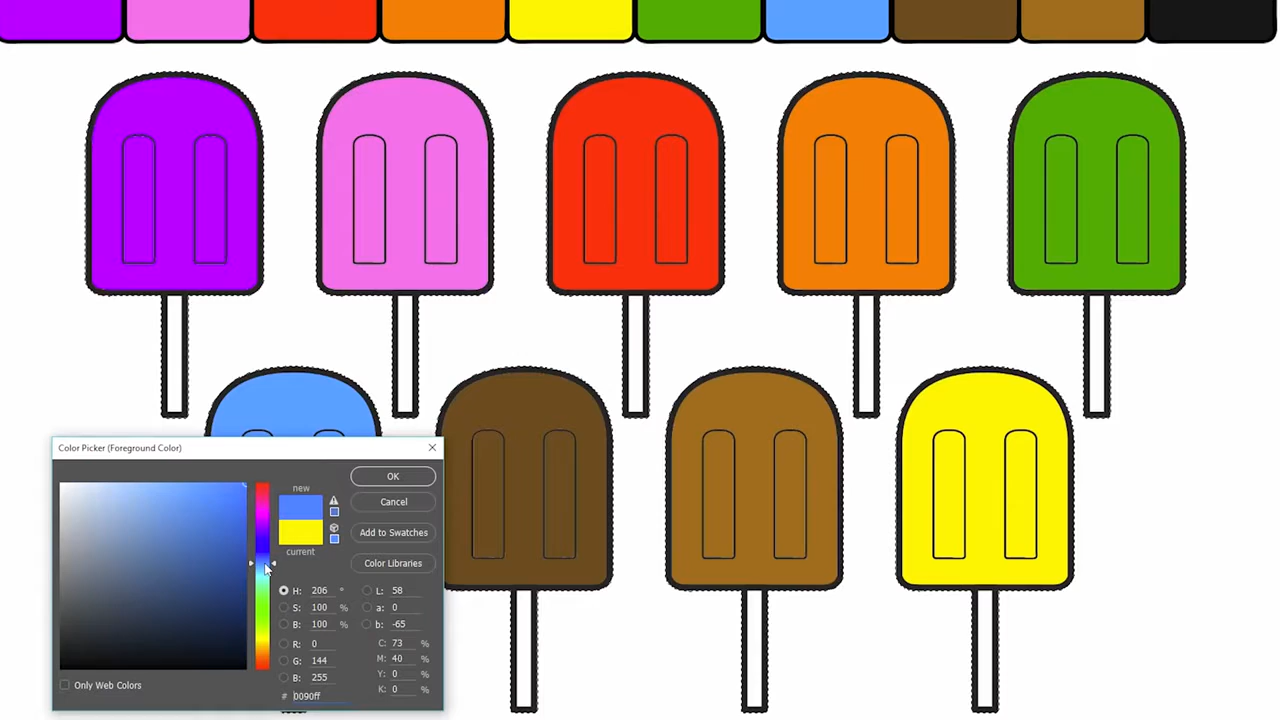 Color Picker (Foreground Color)
new
current
OK
Cancel
Add to Swatches
Color Libraries
H: 206 °
S: 100 %
B: 100 %
R: 0
G: 144
B: 255
# 0090ff
L: 58
a: 0
b: -65
C: 73 %
M: 40 %
Y: 0 %
K: 0 %
Only Web Colors